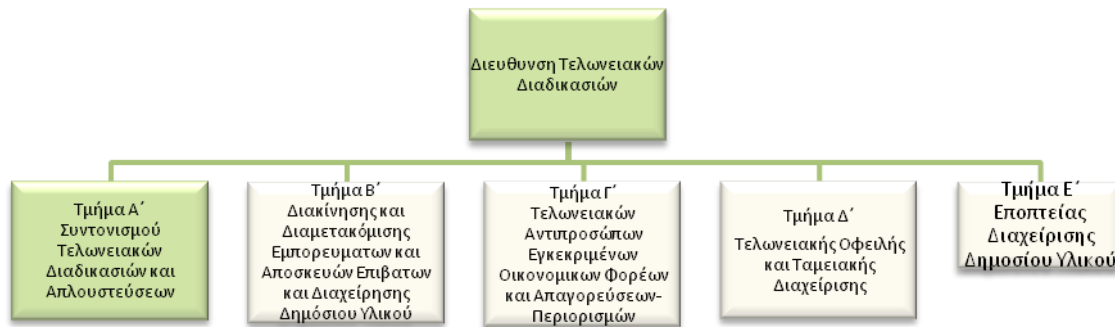 Διευθυνση Τελωνειακών
Διαδικασιών
Τμήμα Α΄
Συντονισμού
Τελωνειακών
Διαδικασιών και
Απλουστεύσεων
Τμήμα Β΄
Διακίνησης και
Διαμετακόμισης
Εμπορευματων και
Αποσκευών Επιβατων
και Διαχείρησης
Δημόσιου Υλικού
Τμήμα Γ΄
Τελωνειακών
Αντιπροσώπων
Εγκεκριμένων
Οικονομικων Φορέων
και Απαγορεύσεων-
Περιορισμών
Τμήμα Δ΄
Τελωνειακής Οφειλής
και Ταμειακής
Διαχείρισης
Τμήμα Ε΄
Εποπτείας
Διαχείρισης
Δημοσίου Υλικού